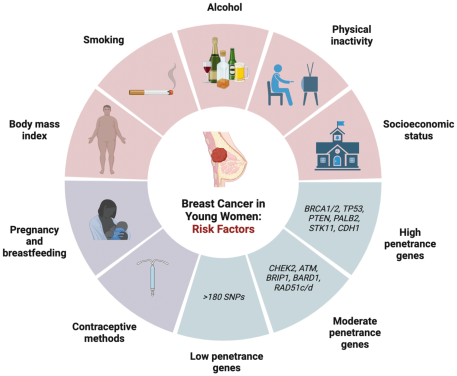 Alcohol
Physical
inactivity
Socioeconomic
status
High
penetrance
genes
Moderate
penetrance
genes
Low penetrance
genes
Contraceptive
methods
Pregnancy
and
breastfeeding
Body mass
index
Smoking
Breast Cancer in
Young Women:
Risk Factors
BRCA1/2, TP53,
PTEN, PALB2,
STK11, CDH1
CHEK2, ATM,
BRIP1, BARD1,
RAD51c/d
>180 SNPs